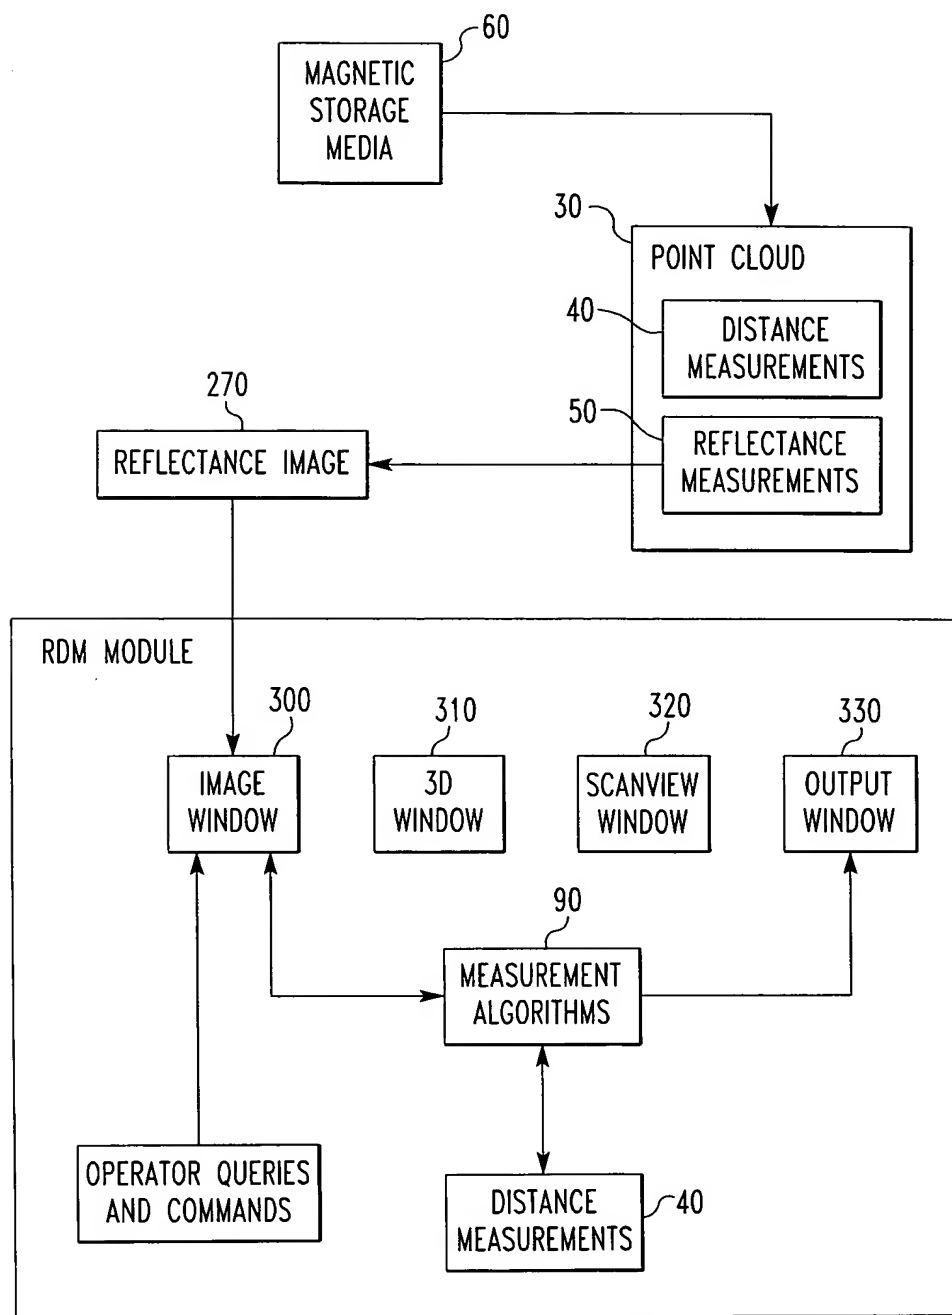 60
MAGNETIC
STORAGE
MEDIA
30
POINT CLOUD
40
DISTANCE
MEASUREMENTS
270
50
REFLECTANCE IMAGE
REFLECTANCE
MEASUREMENTS
RDM MODULE
300
310
320
330
IMAGE
WINDOW
3D
WINDOW
SCANVIEW
WINDOW
OUTPUT
WINDOW
90
MEASUREMENT
ALGORITHMS
OPERATOR QUERIES
AND COMMANDS
DISTANCE
MEASUREMENTS
40